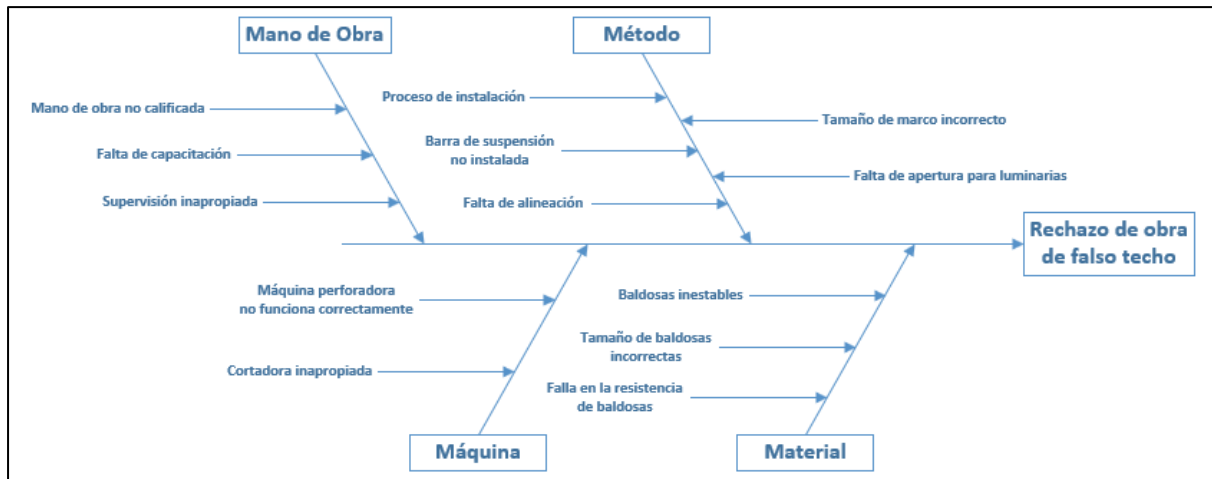 Mano de Obra
Método
Proceso de instalación
Mano de obra no calificada
Tamaño de marco incorrecto
Barra de suspensión
no instalada
Falta de capacitación
Falta de apertura para luminarias
Supervisión inapropiada
Falta de alineación
Rechazo de obra
de falso techo
Máquina perforadora
no funciona correctamente
Baldosas inestables
Tamaño de baldosas
incorrectas
Cortadora inapropiada
Falla en la resistencia
de baldosas
Máquina
Material